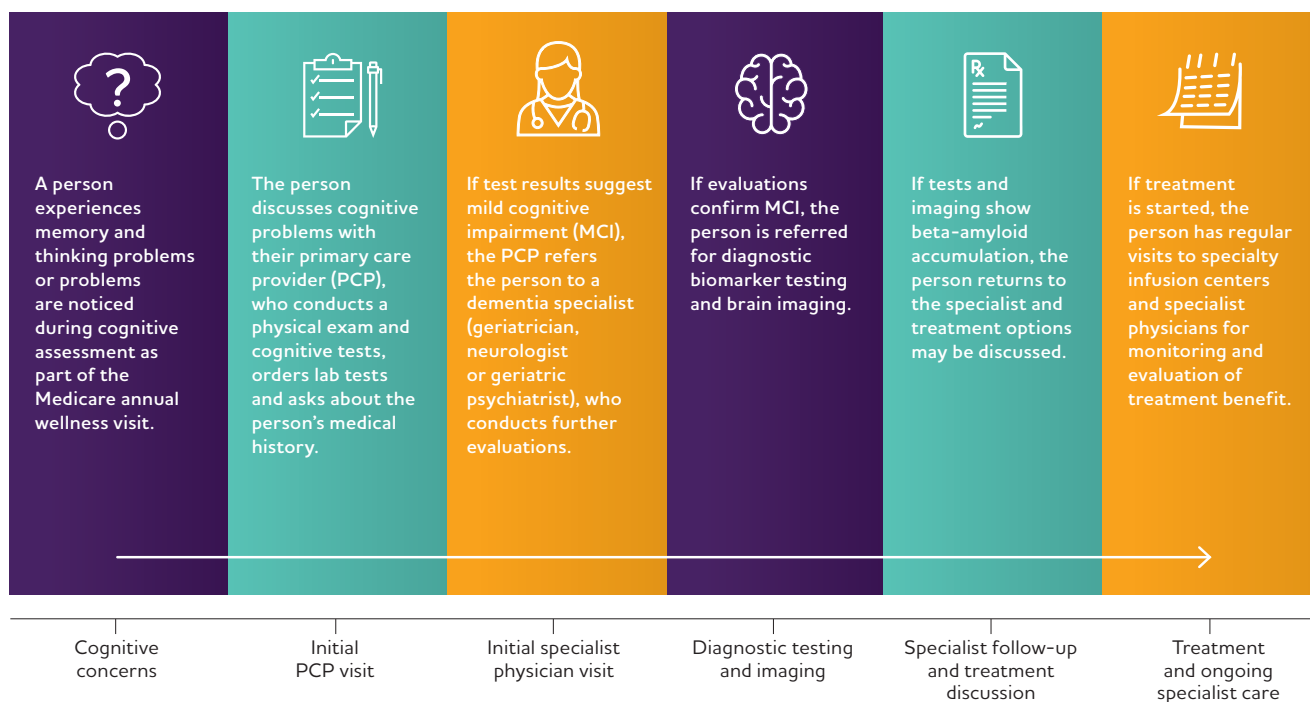 ?
A person
experiences
memory and
thinking problems
or problems
are noticed
during cognitive
assessment as
part of the
Medicare annual
wellness visit.
The person
discusses cognitive
problems with
their primary care
provider (PCP),
who conducts a
physical exam and
cognitive tests,
orders lab tests
and asks about the
person’s medical
history.
If test results suggest
mild cognitive
impairment (MCI),
the PCP refers
the person to a
dementia specialist
(geriatrician,
neurologist
or geriatric
psychiatrist), who
conducts further
evaluations.
If evaluations
confirm MCI, the
person is referred
for diagnostic
biomarker testing
and brain imaging.
Rx
If tests and
imaging show
beta-amyloid
accumulation, the
person returns to
the specialist and
treatment options
may be discussed.
If treatment
is started, the
person has regular
visits to specialty
infusion centers
and specialist
physicians for
monitoring and
evaluation of
treatment benefit.
Cognitive
concerns
Initial
PCP visit
Initial specialist
physician visit
Diagnostic testing
and imaging
Specialist follow-up
and treatment
discussion
Treatment
and ongoing
specialist care